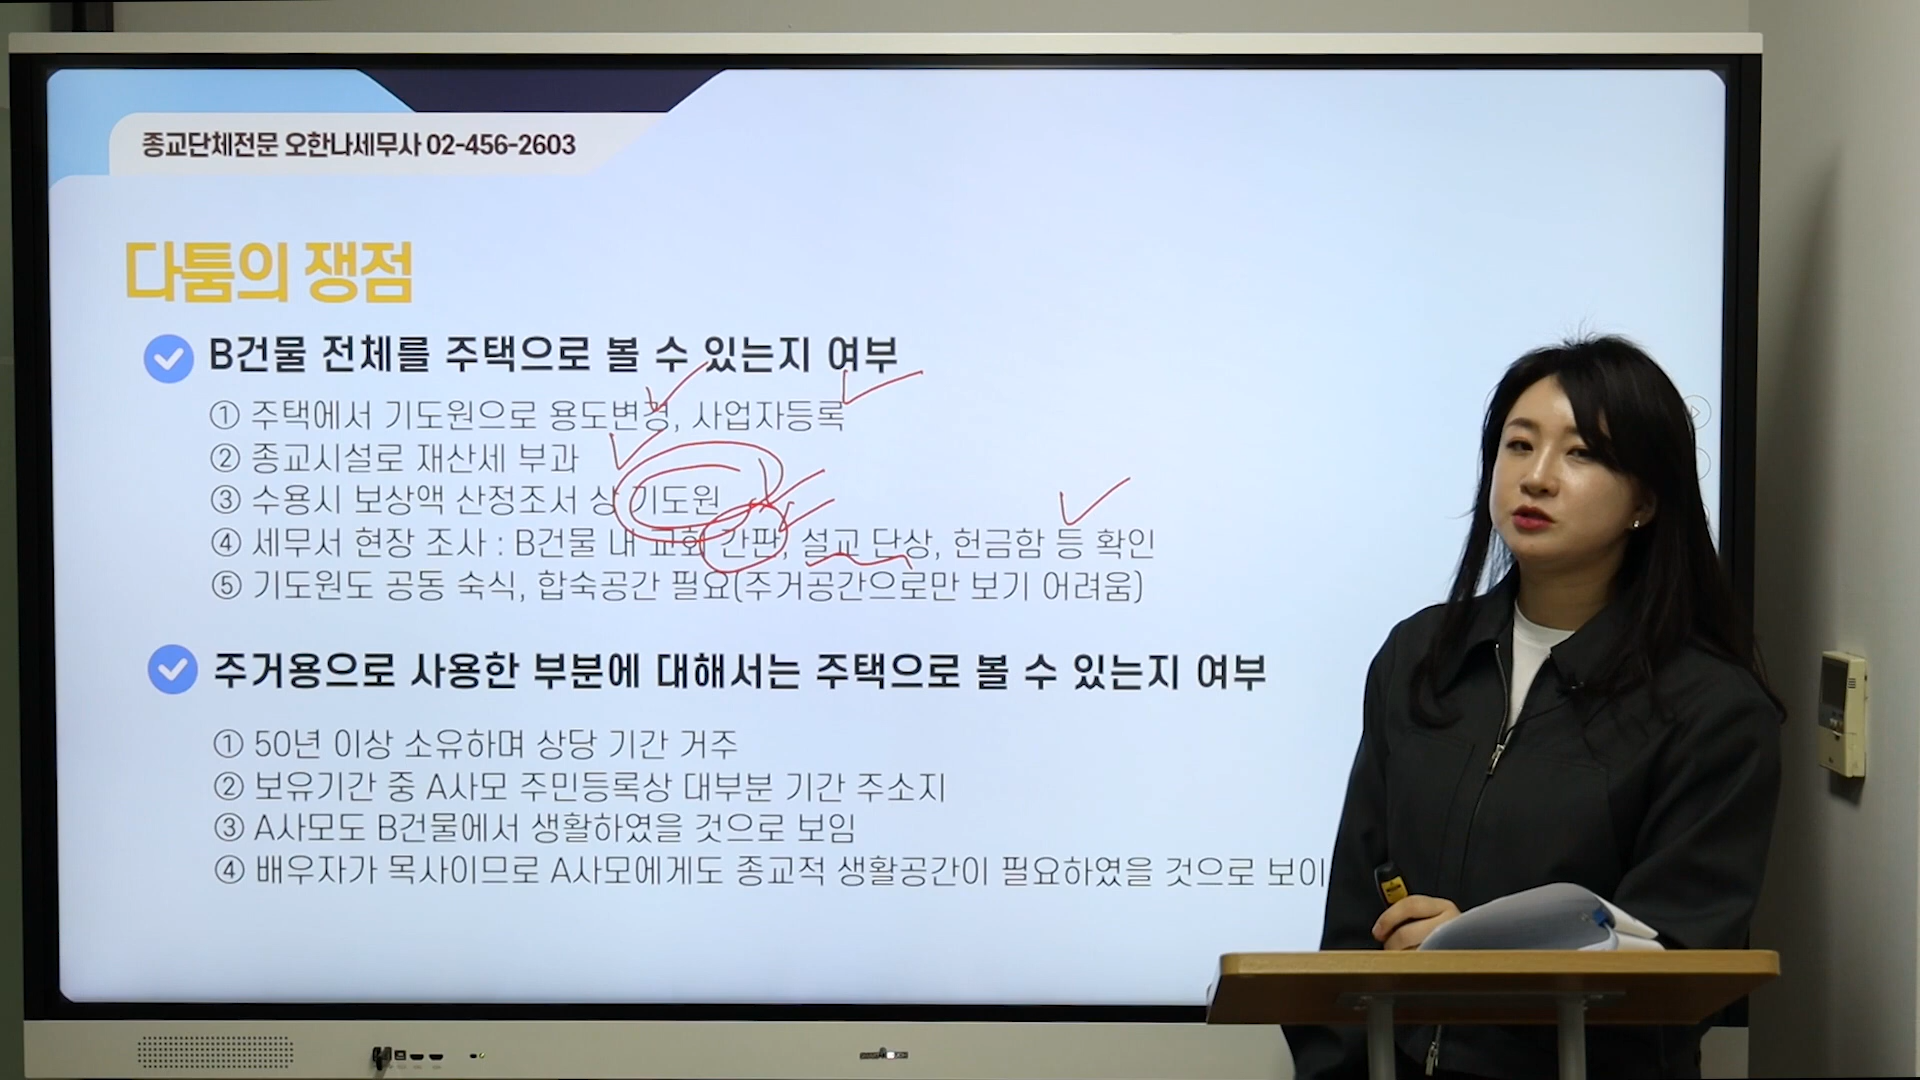 종교단체전문 오한나세무사 02-456-2603
다툼의 쟁점
B건물 전체를 주택으로 볼 수 있는지 여부
① 주택에서 기도원으로 용도변경, 사업자등록
② 종교시설로 재산세 부과
③ 수용시 보상액 산정조서 상 기도원
④ 세무서 현장 조사 : B건물 내 교회 간판, 설교 단상, 헌금함 등 확인
⑤ 기도원도 공동 숙식, 합숙공간 필요(주거공간으로만 보기 어려움)
주거용으로 사용한 부분에 대해서는 주택으로 볼 수 있는지 여부
① 50년 이상 소유하며 상당 기간 거주
② 보유기간 중 A사모 주민등록상 대부분 기간 주소지
③ A사모도 B건물에서 생활하였을 것으로 보임
④ 배우자가 목사이므로 A사모에게도 종교적 생활공간이 필요하였을 것으로 보이